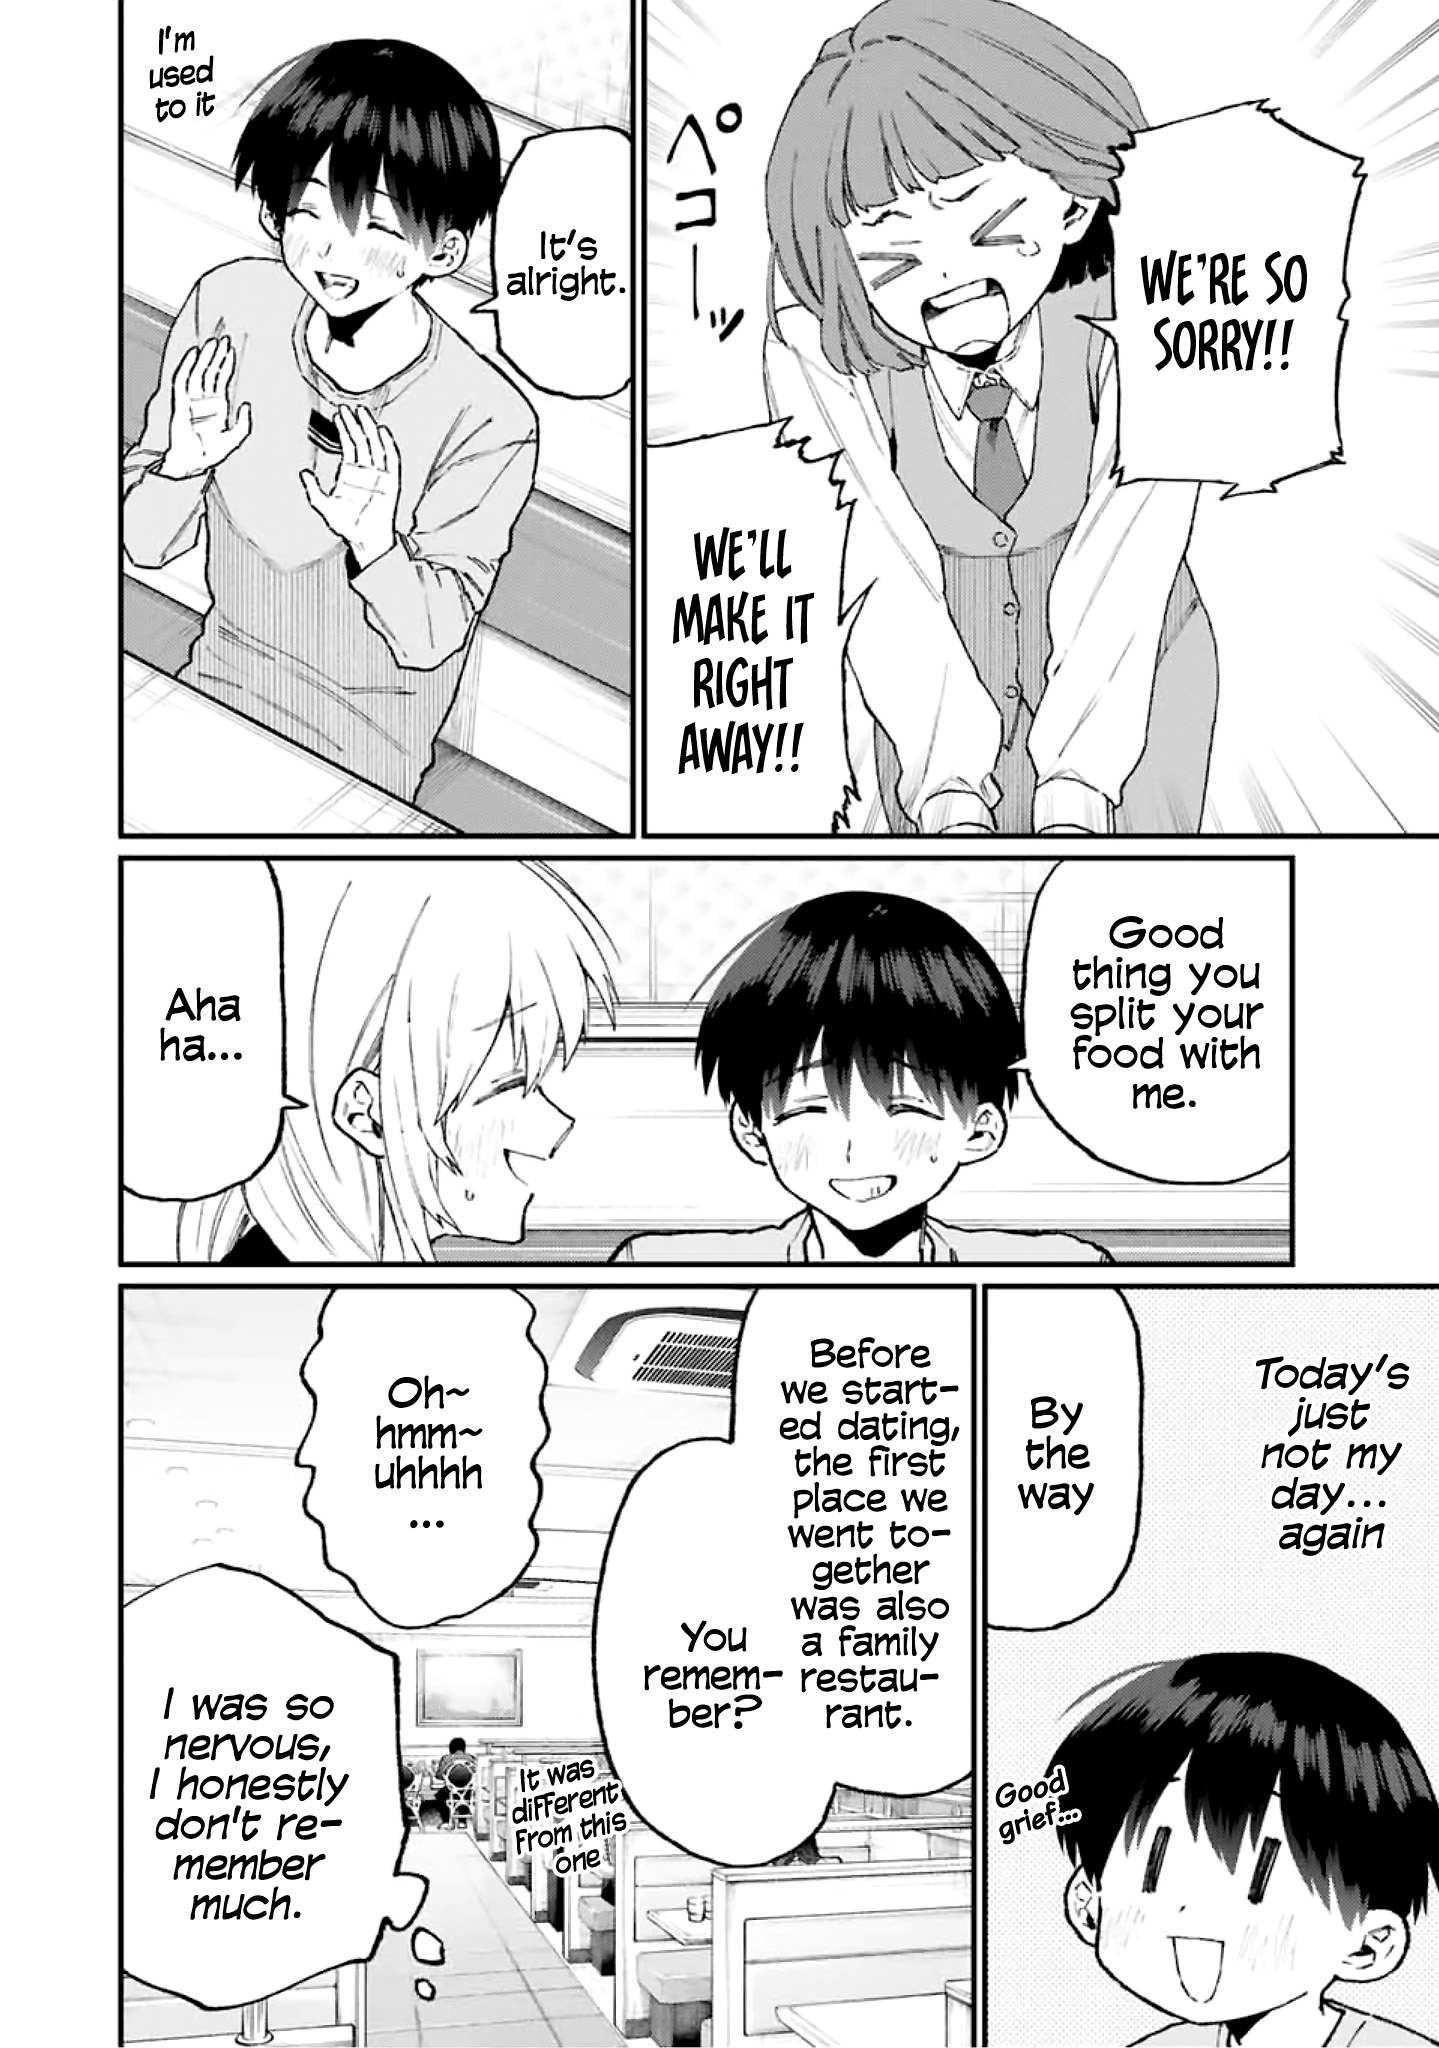 WE'RE SO
SORRY!!
ペコーッ
WE'LL
MAKE IT
RIGHT
AWAY!!
It's
alright.
I'm
used
to it
Good
thing you
split your
food with
me.
Aha
ha...
Today's
just
not my
day...
again
Good
grief...
By
the
way
Before
we start-
ed dating,
the first
place we
went to-
gether
was also
a family
restau-
rant.
You
remem-
ber?
It was
different
from this
one
Oh~
hmm~
uhhhh
...
I was so
nervous,
I honestly
don't re-
member
much.